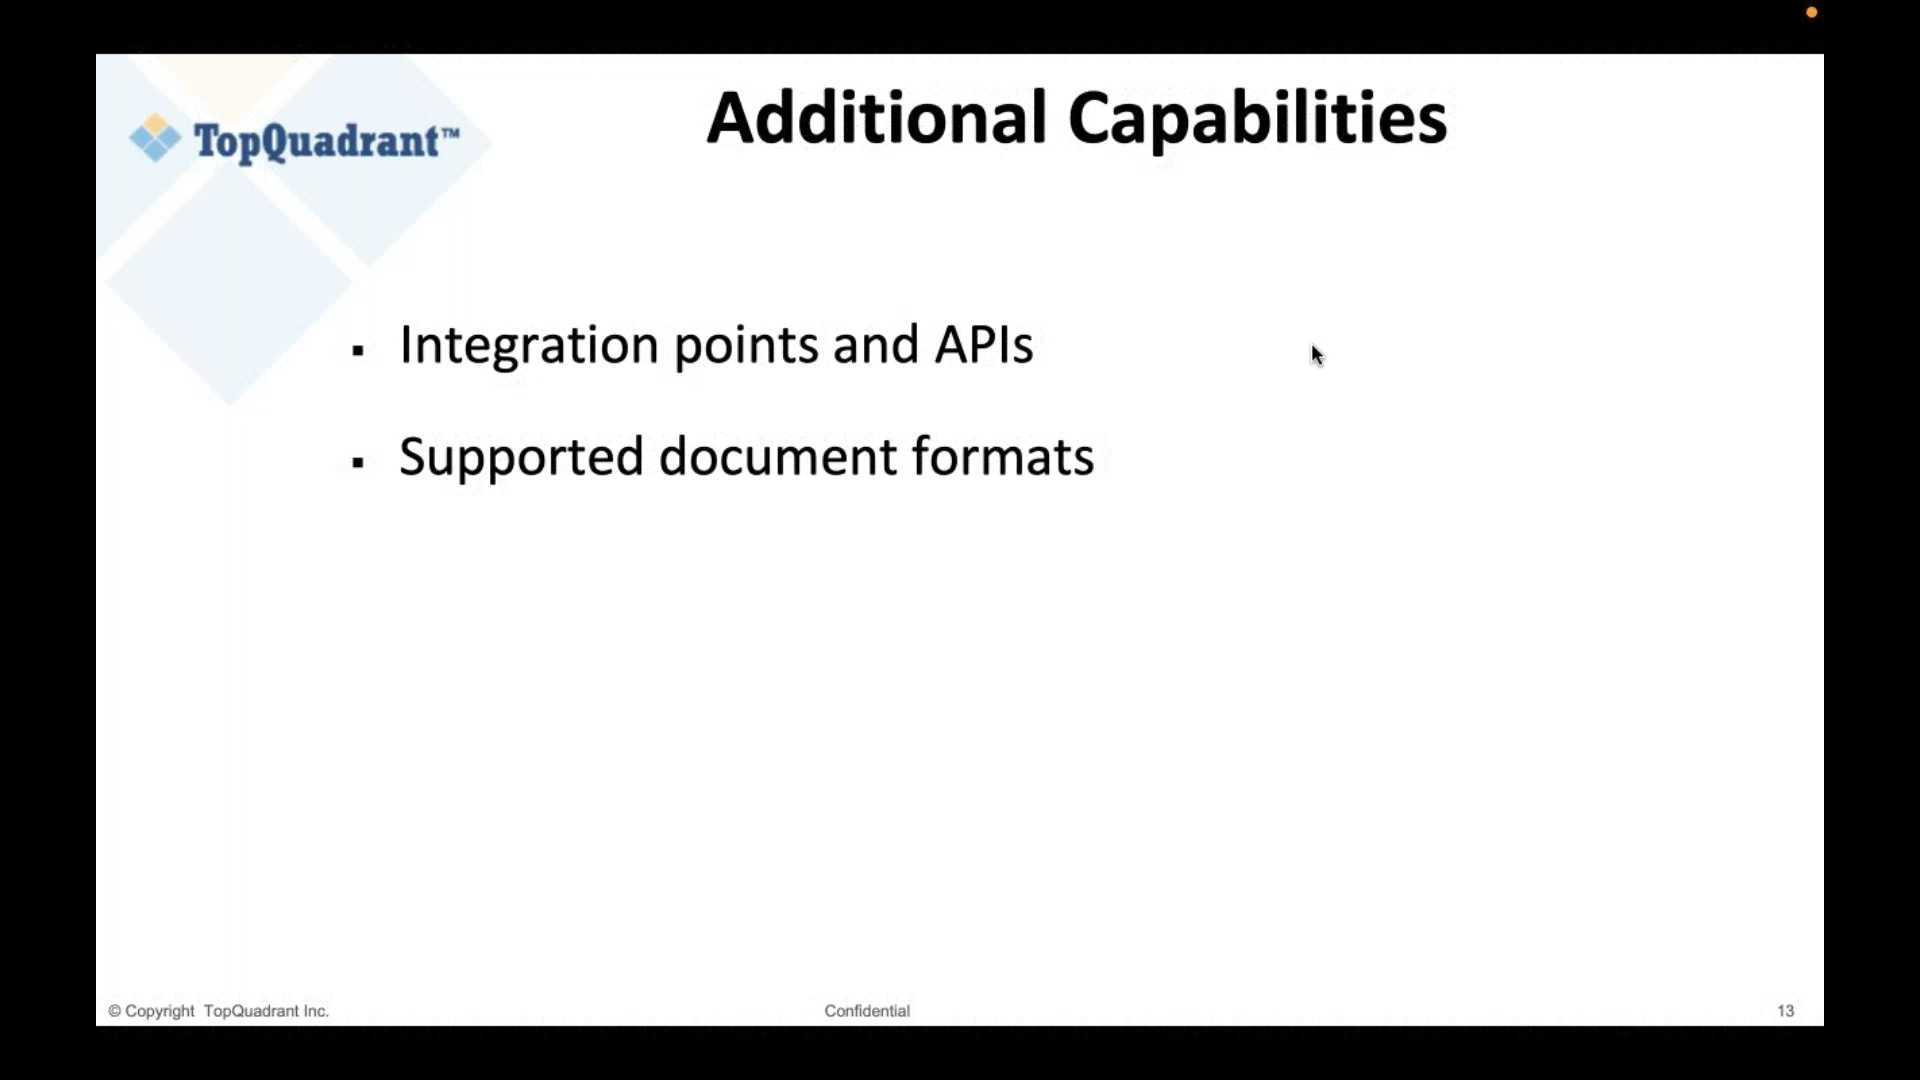 TopQuadrant™
Additional Capabilities
▪ Integration points and APIs
▪ Supported document formats
© Copyright TopQuadrant Inc.
Confidential
13